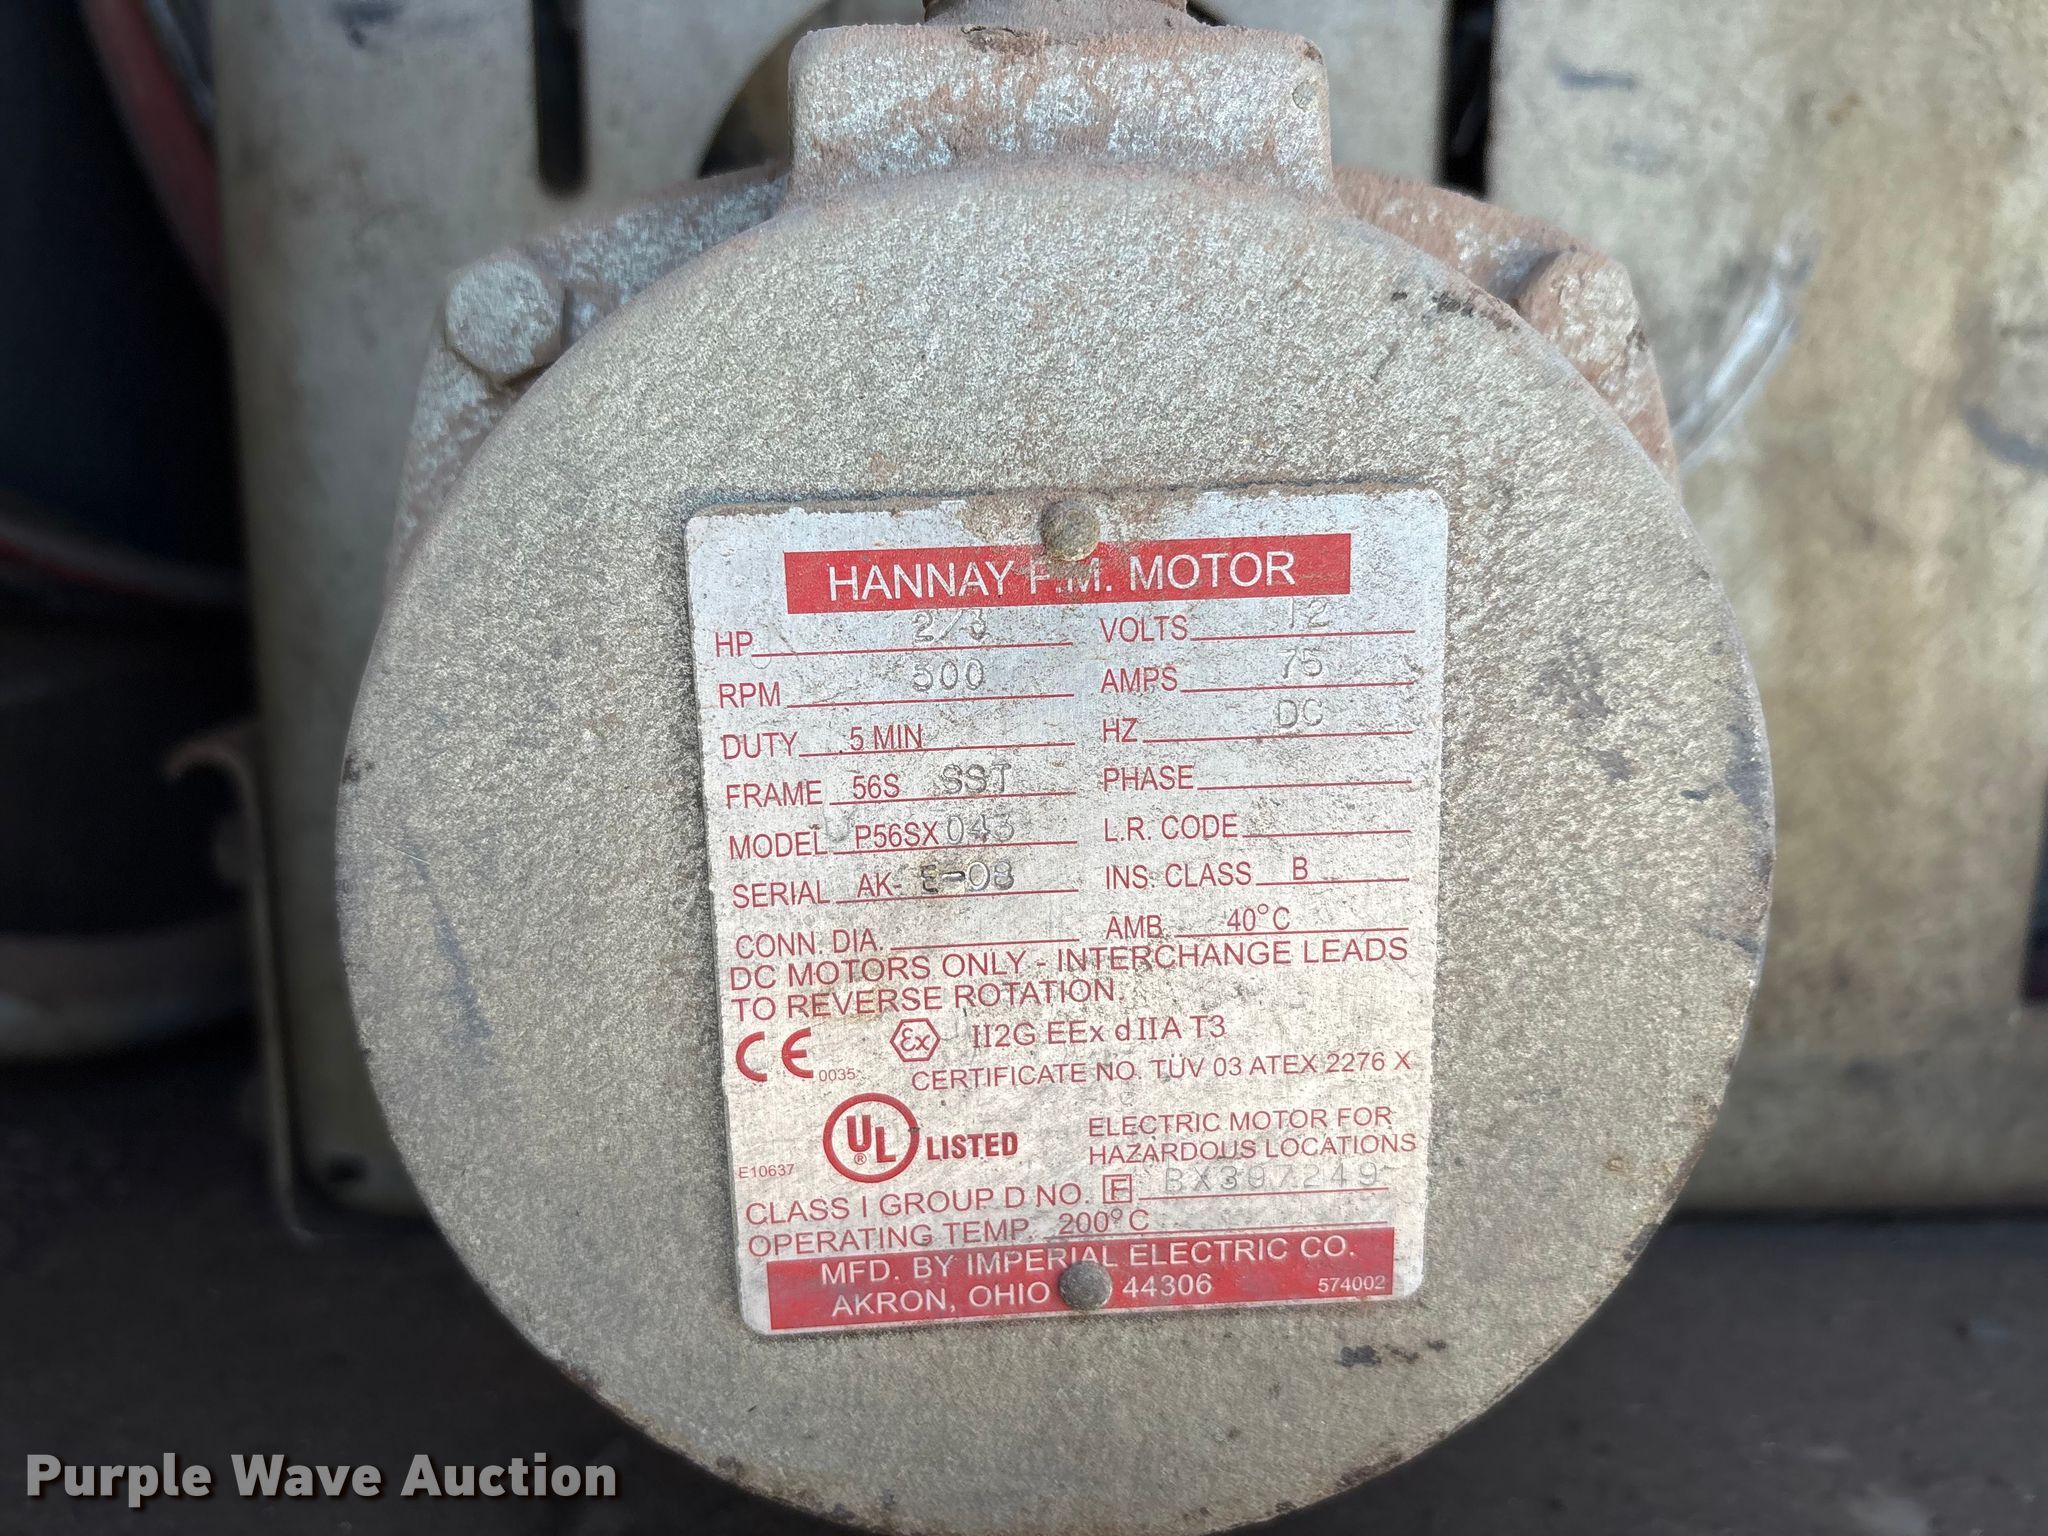 HANNAY P.M. MOTOR
HP 2/3 VOLTS 12
RPM 500 AMPS 75
DUTY .5 MIN HZ DC
FRAME 56S SST PHASE
MODEL P56SX043 L.R. CODE
SERIAL AK- E-08 INS. CLASS B
CONN. DIA. AMB. 40°C
DC MOTORS ONLY - INTERCHANGE LEADS
TO REVERSE ROTATION.
CE 0035 Ex II2G EEx d IIA T3
CERTIFICATE NO. TÜV 03 ATEX 2276 X
E10637 UL ® LISTED ELECTRIC MOTOR FOR
HAZARDOUS LOCATIONS
CLASS I GROUP D NO. F BX397249
OPERATING TEMP. 200°C
MFD. BY IMPERIAL ELECTRIC CO.
AKRON, OHIO 44306 574002
Purple Wave Auction